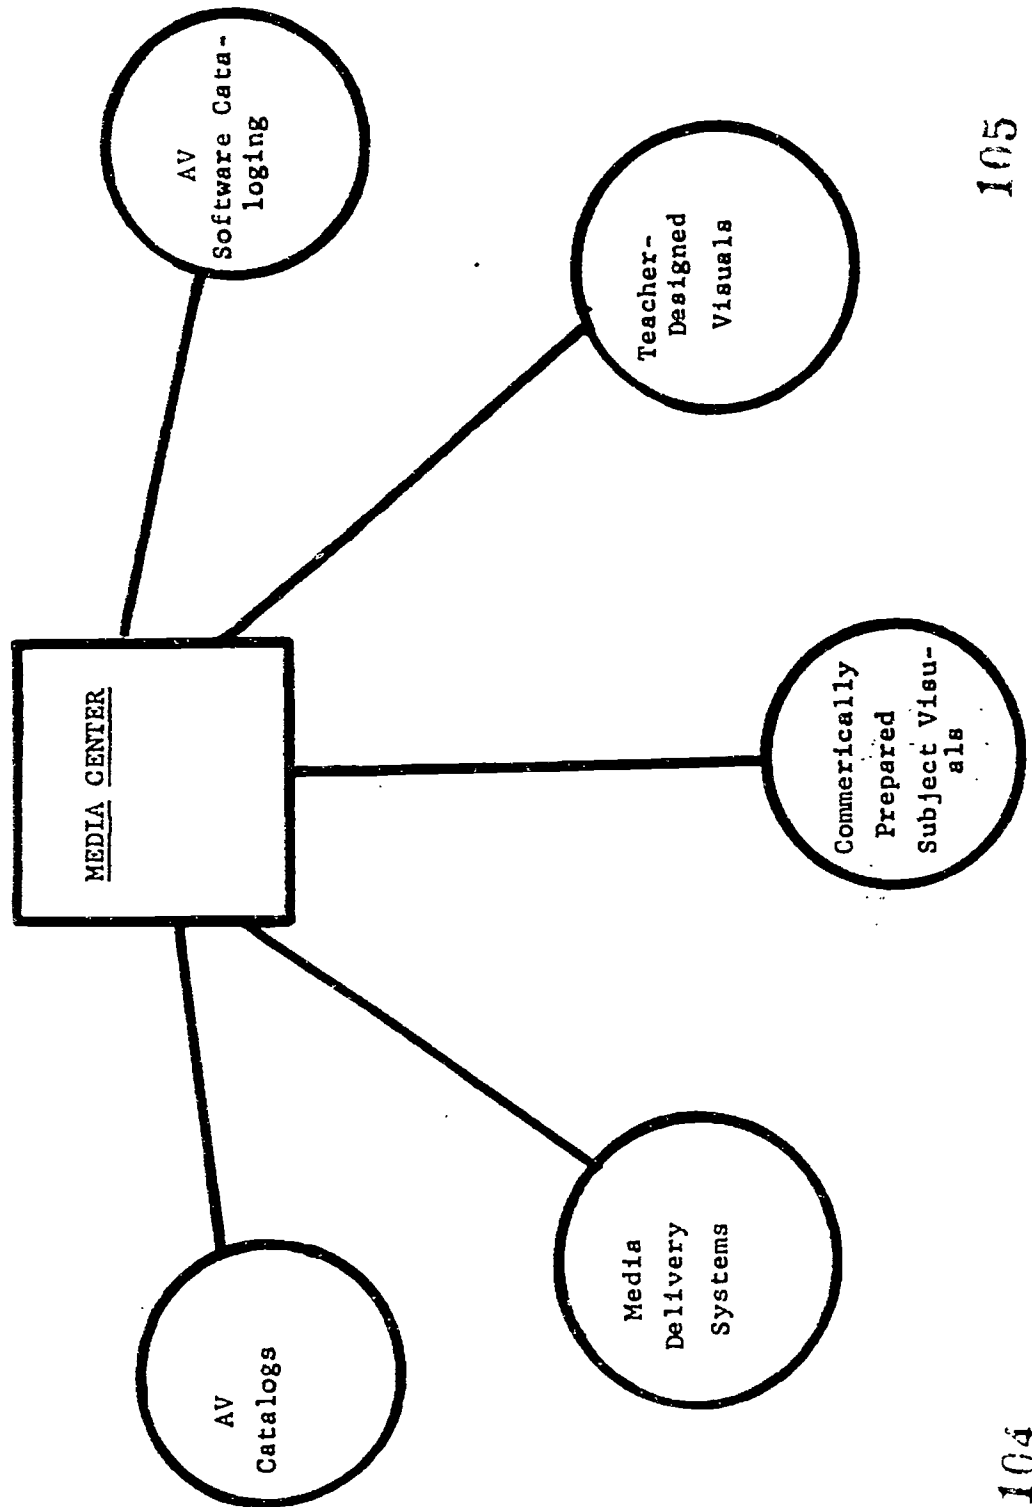 MEDIA CENTER
AV
Catalogs
Media
Delivery
Systems
Commerically
Prepared
Subject Visu-
als
Teacher-
Designed
Visuals
AV
Software Cata-
loging
104
105